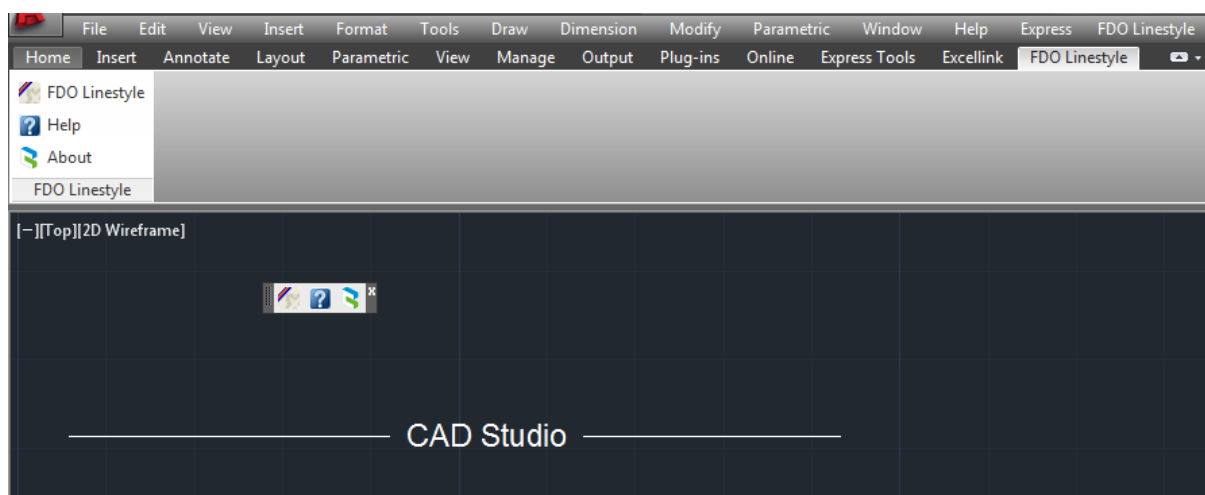 File Edit View Insert Format Tools Draw Dimension Modify Parametric Window Help Express FDO Linestyle
Home Insert Annotate Layout Parametric View Manage Output Plug-ins Online Express Tools Excellink FDO Linestyle
FDO Linestyle
Help
About
FDO Linestyle
[−][Top][2D Wireframe]
CAD Studio